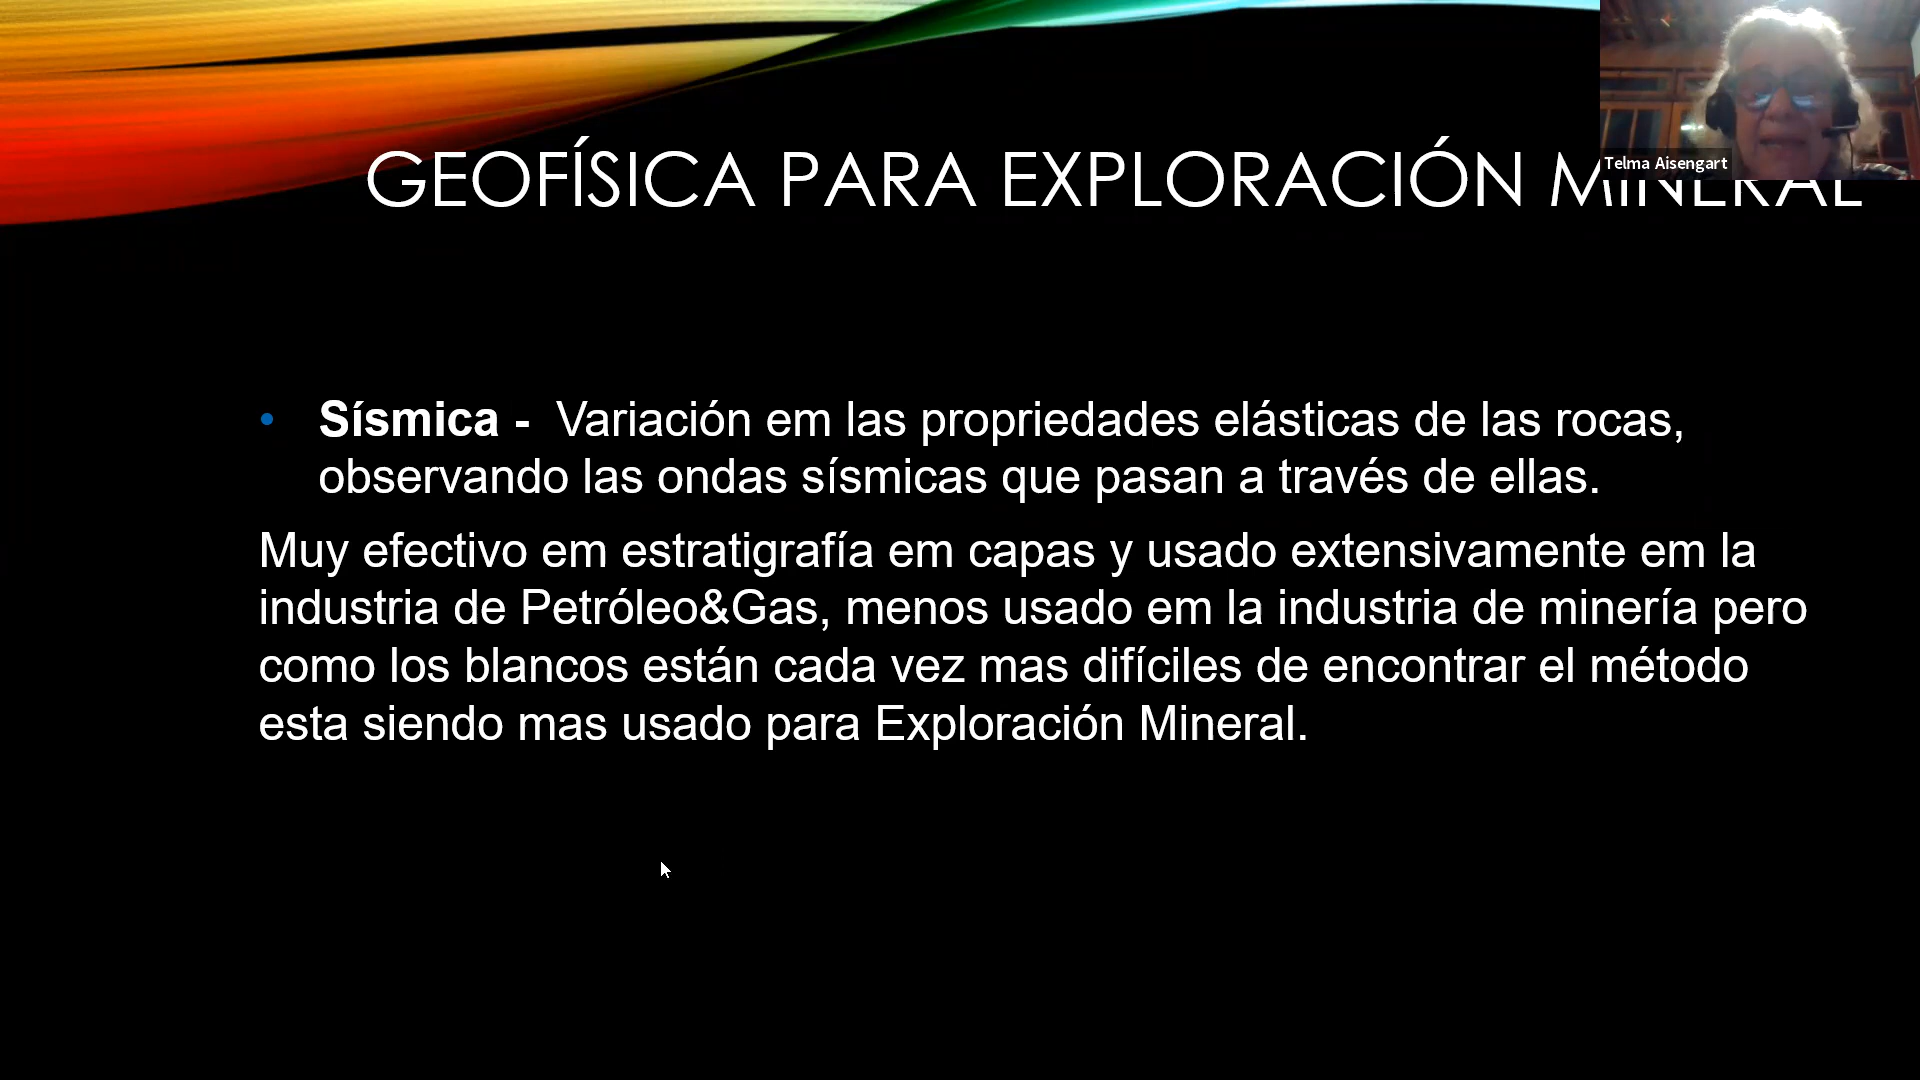 GEOFÍSICA PARA EXPLORACIÓN MINERAL
Telma Aisengart
• Sísmica - Variación em las propriedades elásticas de las rocas,
observando las ondas sísmicas que pasan a través de ellas.
Muy efectivo em estratigrafía em capas y usado extensivamente em la
industria de Petróleo&Gas, menos usado em la industria de minería pero
como los blancos están cada vez mas difíciles de encontrar el método
esta siendo mas usado para Exploración Mineral.